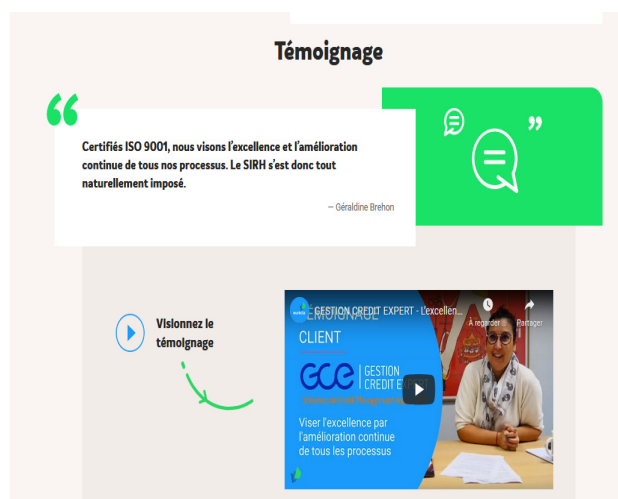 Témoignage
“
Certifiés ISO 9001, nous visons l'excellence et l'amélioration
continue de tous nos processus. Le SIRH s'est donc tout
naturellement imposé.
— Géraldine Brehon
”
Visionnez le
témoignage
GESTION CREDIT EXPERT - L'excellen...
À regarder
Partager
TÉMOIGNAGE
CLIENT
GCE GESTION
CREDIT EXPERT
Viser l'excellence par
l'amélioration continue
de tous les processus